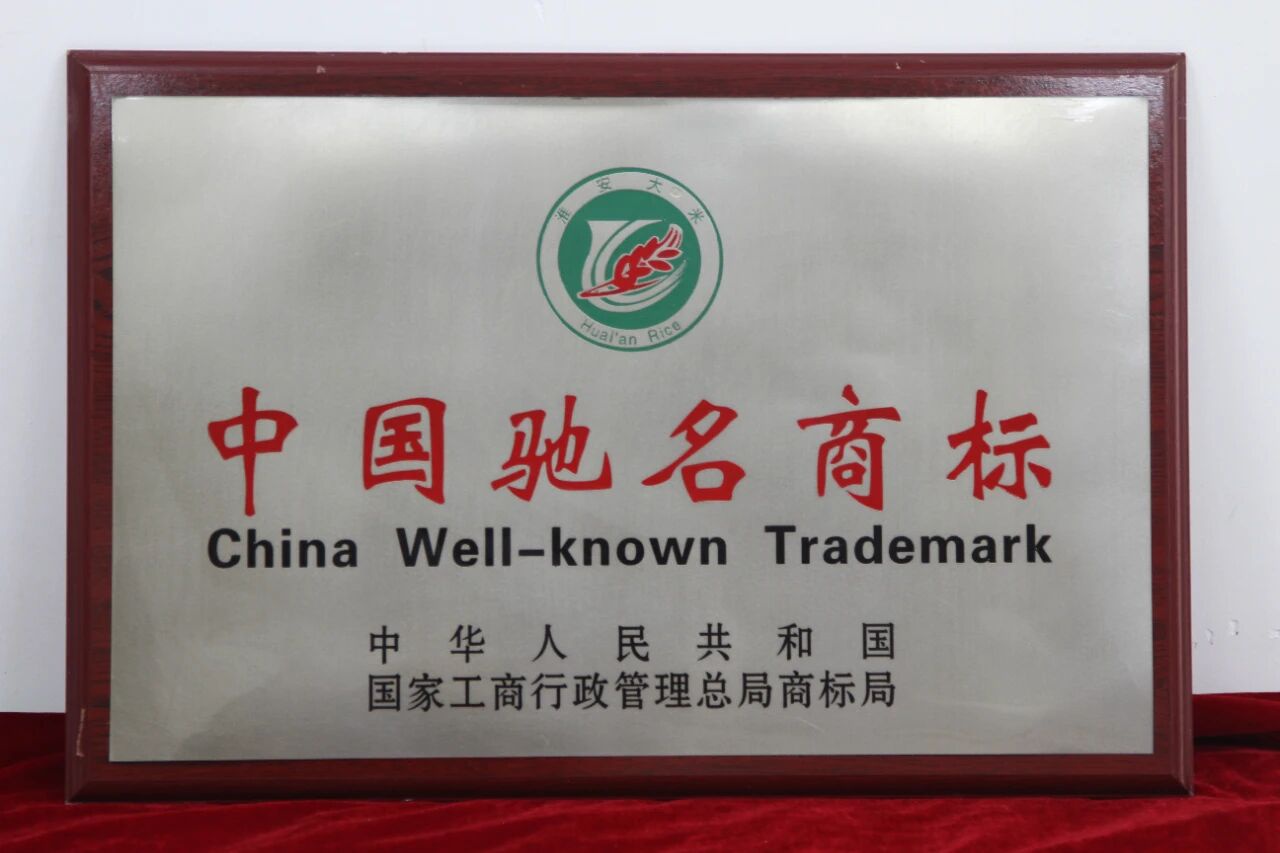 淮安大米
Huai'an Rice
中国驰名商标
China Well-known Trademark
中华人民共和国
国家工商行政管理总局商标局